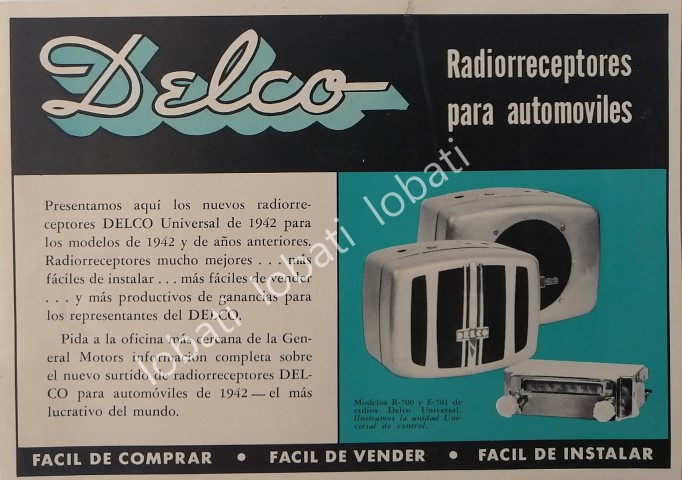 Delco
Radiorreceptores
para automoviles
Presentamos aquí los nuevos radiorre-
ceptores DELCO Universal de 1942 para
los modelos de 1942 y de años anteriores.
Radiorreceptores mucho mejores . . . más
fáciles de instalar . . . más fáciles de vender
. . . y más productivos de ganancias para
los representantes del DELCO.
Pida a la oficina más cercana de la Gen-
eral Motors información completa sobre
el nuevo surtido de radiorreceptores DEL-
CO para automóviles de 1942 — el más
lucrativo del mundo.
DELCO
Modelos R-700 y E-701 de
radios Delco Universal.
Ilustramos la unidad Uni-
versal de control.
FACIL DE COMPRAR • FACIL DE VENDER • FACIL DE INSTALAR
lobati lobati lobati lobati